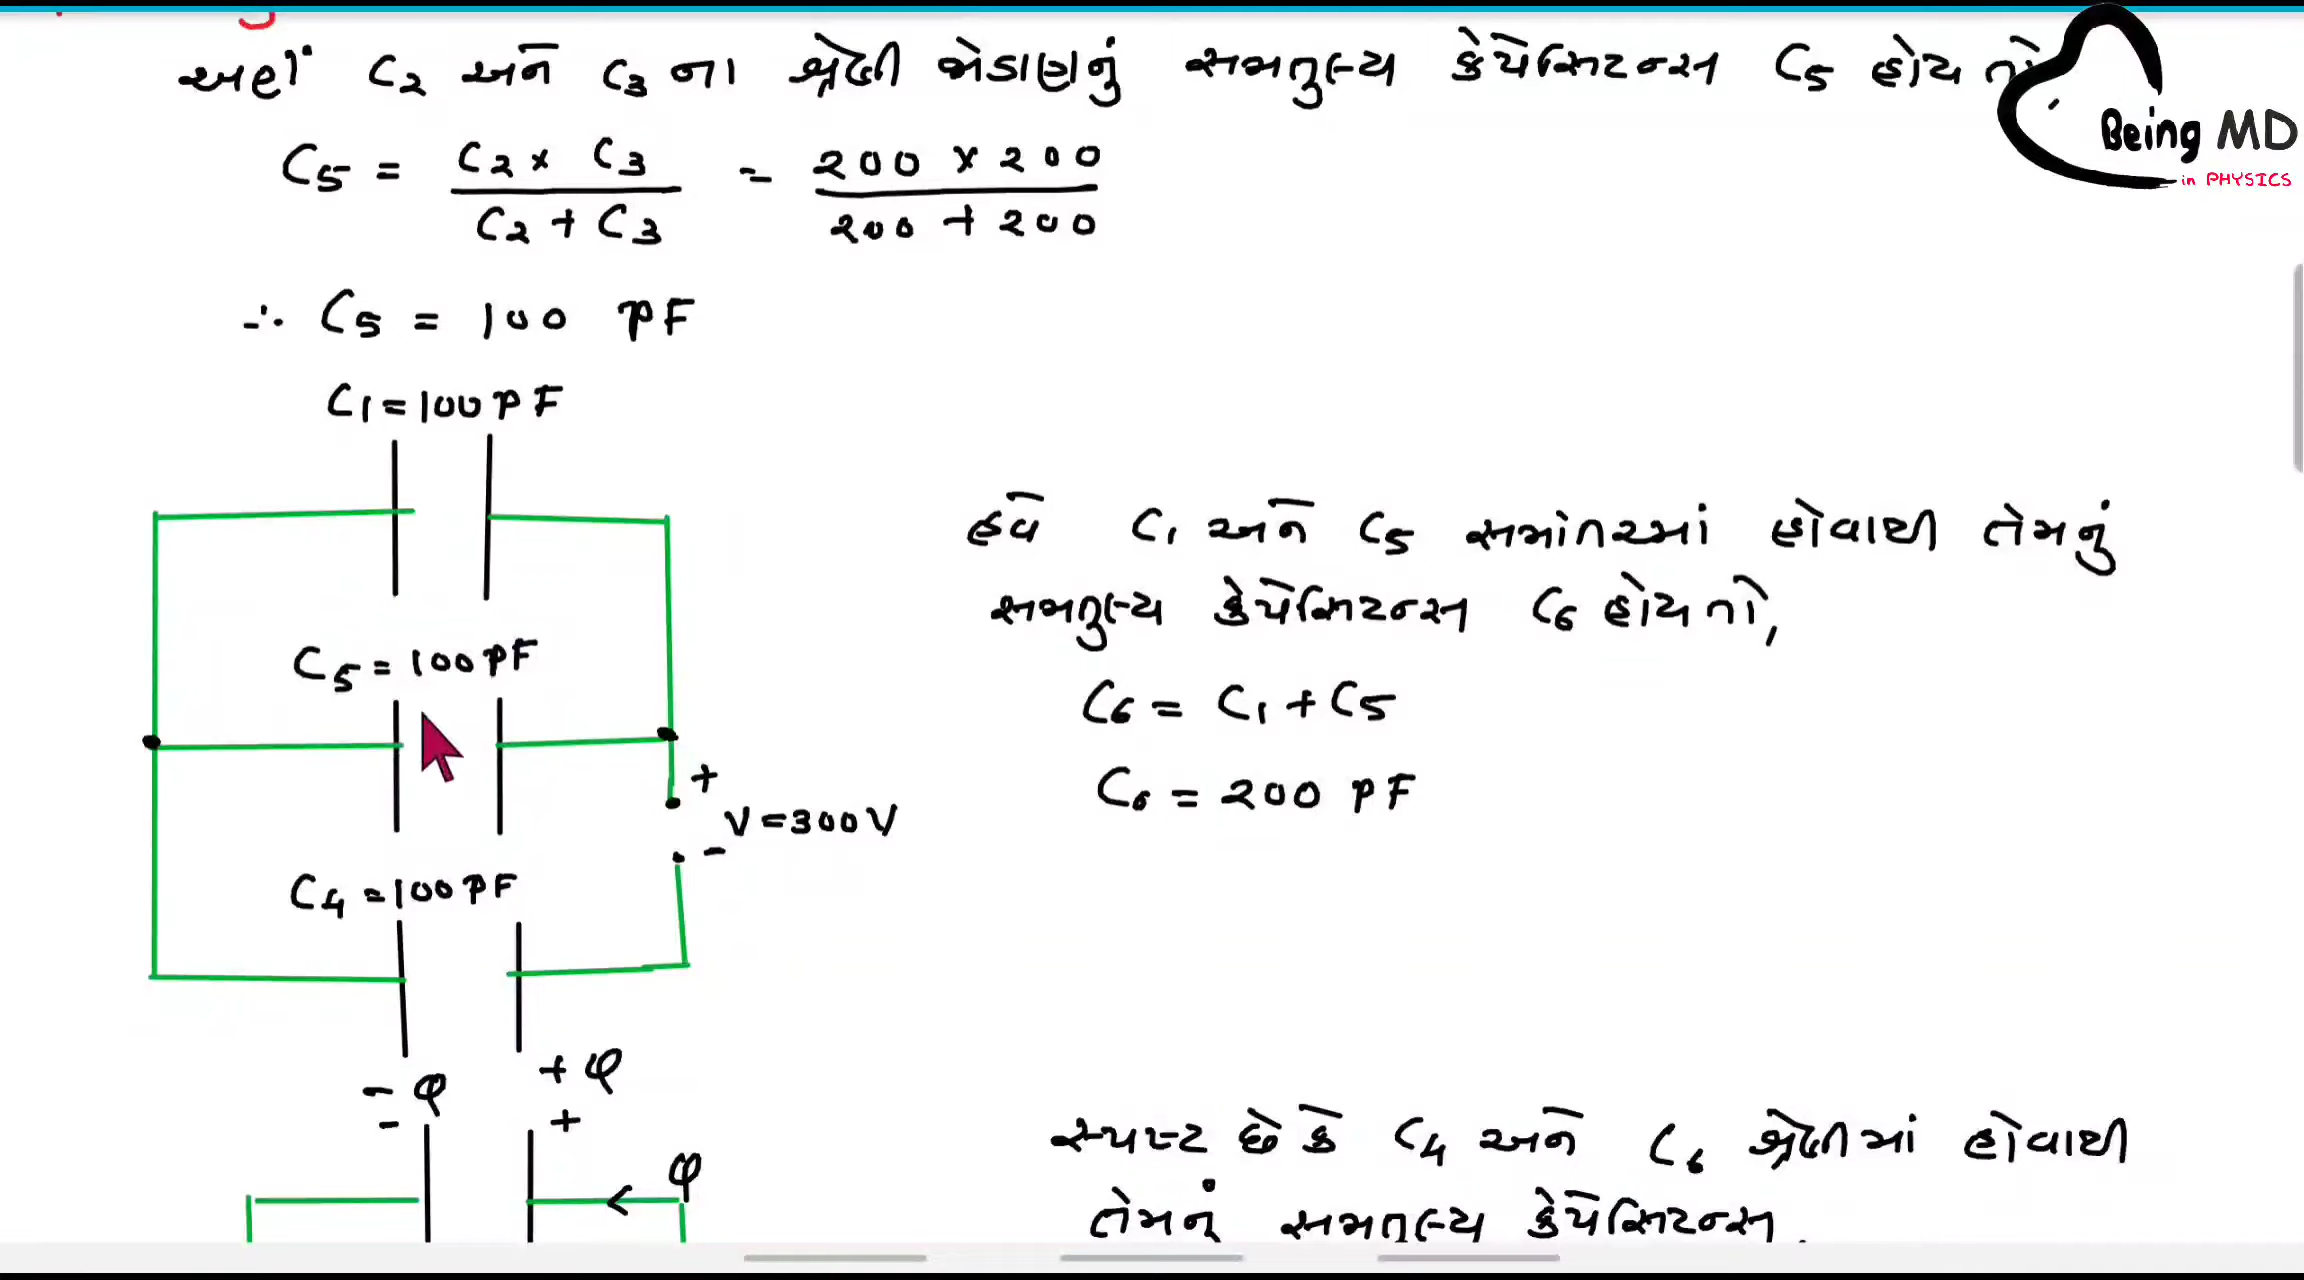 અહીં C2 અને C3 ના શ્રેણી જોડાણનું સમતુલ્ય કેપેસિટન્સ C5 હોય તો,
Being MD
in PHYSICS
C5 = C2 × C3 / C2 + C3 = 200 × 200 / 200 + 200
∴ C5 = 100 PF
C1 = 100 PF
હવે C1 અને C5 સમાંતરમાં હોવાથી તેમનું
સમતુલ્ય કેપેસિટન્સ C6 હોય તો,
C5 = 100 PF
C6 = C1 + C5
+
C6 = 200 PF
V = 300V
-
C4 = 100 PF
- Q + Q
- +
Q
સ્પષ્ટ છે કે C4 અને C6 શ્રેણીમાં હોવાથી
તેમનું સમતુલ્ય કેપેસિટન્સ